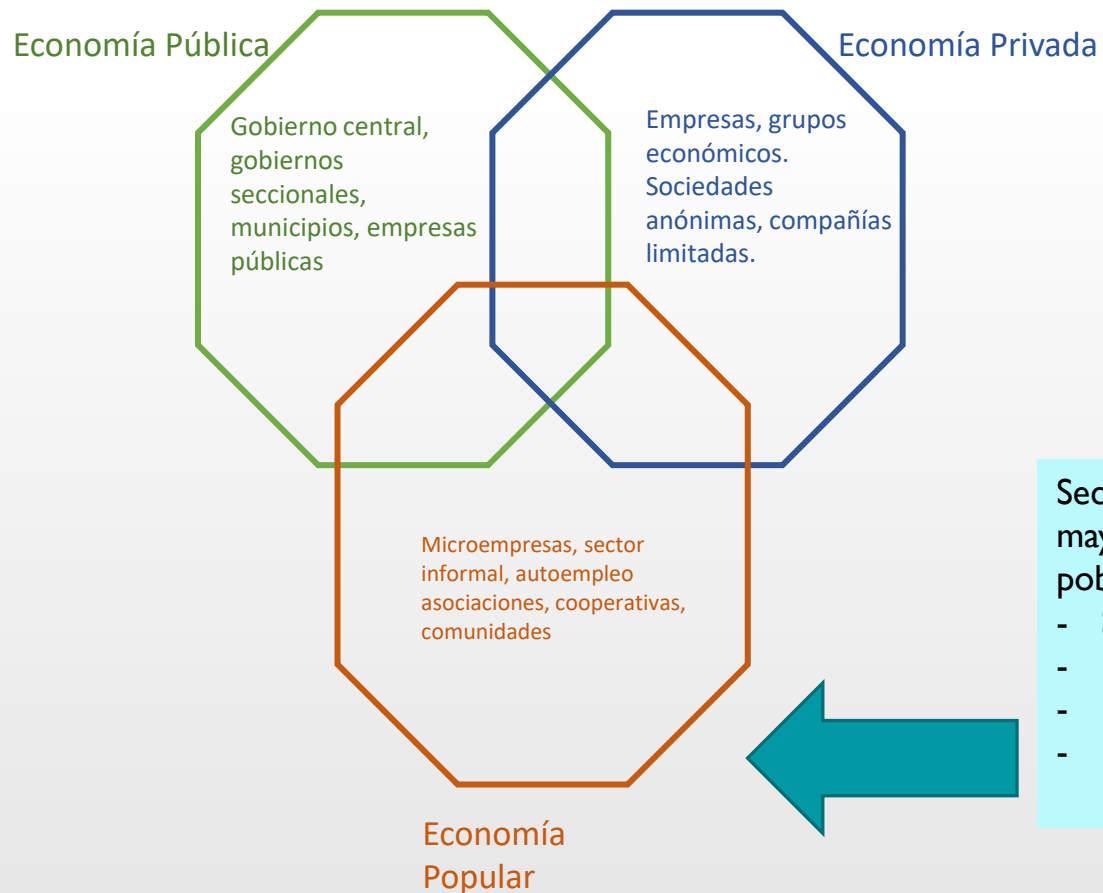 Economía Pública
Economía Privada
Gobierno central,
gobiernos
seccionales,
municipios, empresas
públicas
Empresas, grupos
económicos.
Sociedades
anónimas, compañías
limitadas.
Microempresas, sector
informal, autoempleo
asociaciones, cooperativas,
comunidades
Economía
Popular
-
-
-
-